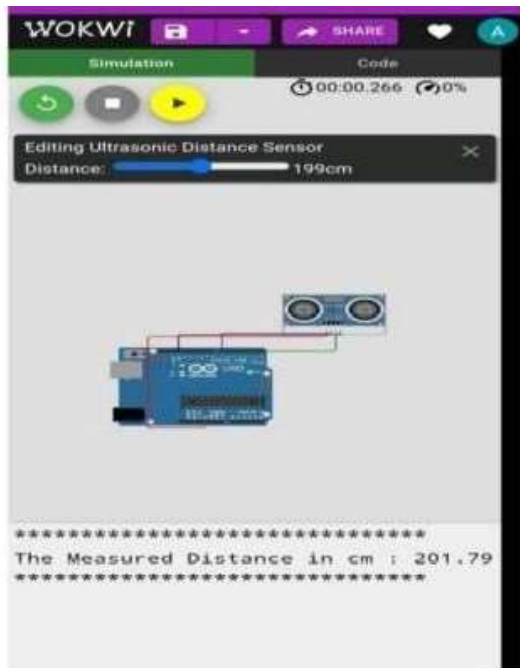 WOKWI SHARE A
Simulation Code
00:00.266 0%
Editing Ultrasonic Distance Sensor
Distance: 199cm
UNO
*******************************
The Measured Distance in cm : 201.79
*******************************